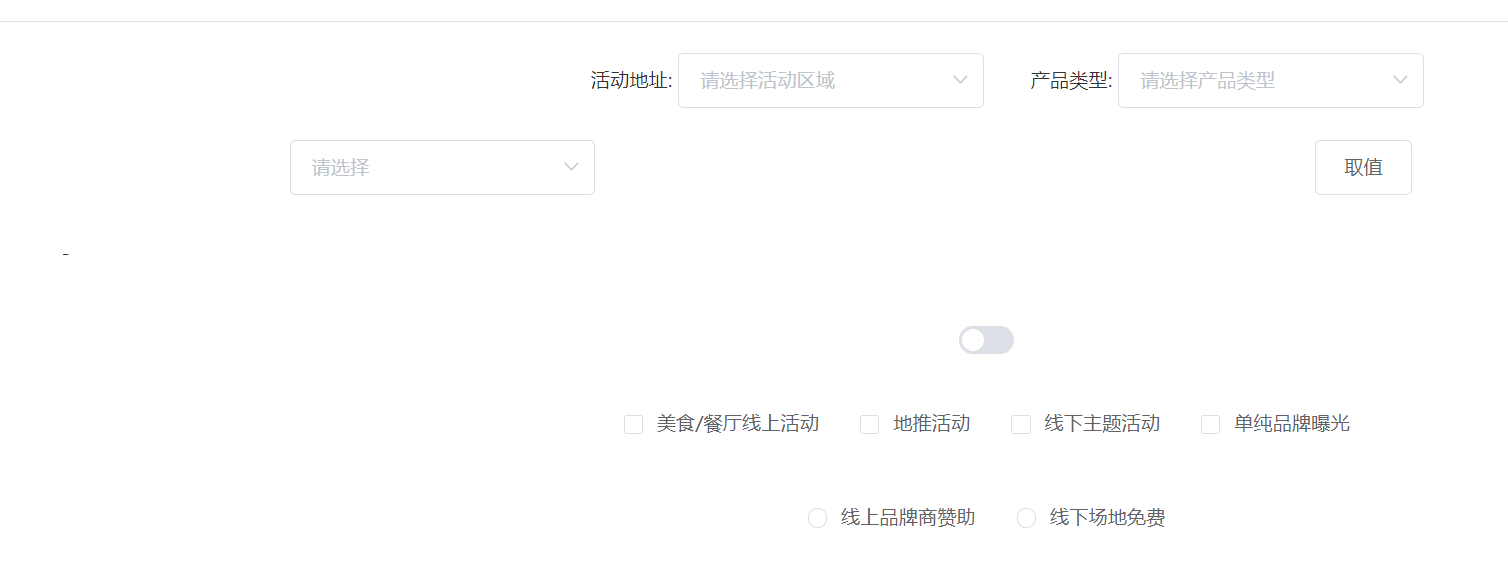 活动地址: 请选择活动区域 产品类型: 请选择产品类型
请选择 取值
-
美食/餐厅线上活动 地推活动 线下主题活动 单纯品牌曝光
线上品牌商赞助 线下场地免费